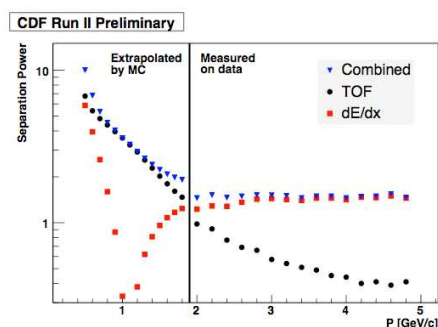 CDF Run II Preliminary
Separation Power
Extrapolated
by MC
Measured
on data
Combined
TOF
dE/dx
10
1
1
2
3
4
5
P [GeV/c]